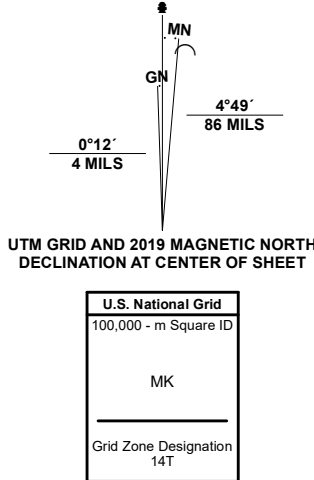 MN
GN
0°12´
4 MILS
4°49´
86 MILS
UTM GRID AND 2019 MAGNETIC NORTH
DECLINATION AT CENTER OF SHEET
U.S. National Grid
100,000 - m Square ID
MK
Grid Zone Designation
14T